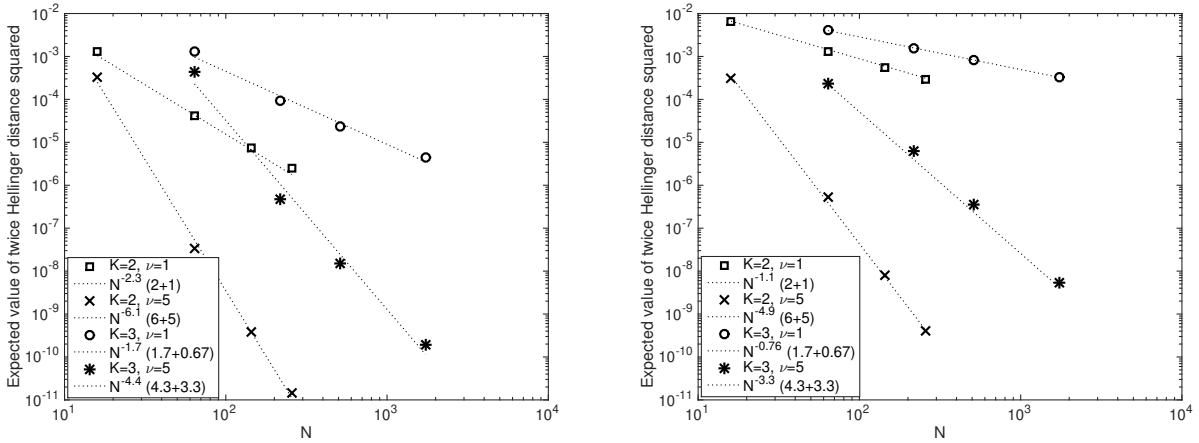 Expected value of twice Hellinger distance squared
10^-2
10^-3
10^-4
10^-5
10^-6
10^-7
10^-8
10^-9
10^-10
10^-11
K=2, ν=1
N^-2.3 (2+1)
K=2, ν=5
N^-6.1 (6+5)
K=3, ν=1
N^-1.7 (1.7+0.67)
K=3, ν=5
N^-4.4 (4.3+3.3)
10^1
10^2
10^3
10^4
N
Expected value of twice Hellinger distance squared
10^-2
10^-3
10^-4
10^-5
10^-6
10^-7
10^-8
10^-9
10^-10
10^-11
K=2, ν=1
N^-1.1 (2+1)
K=2, ν=5
N^-4.9 (6+5)
K=3, ν=1
N^-0.76 (1.7+0.67)
K=3, ν=5
N^-3.3 (4.3+3.3)
10^1
10^2
10^3
10^4
N